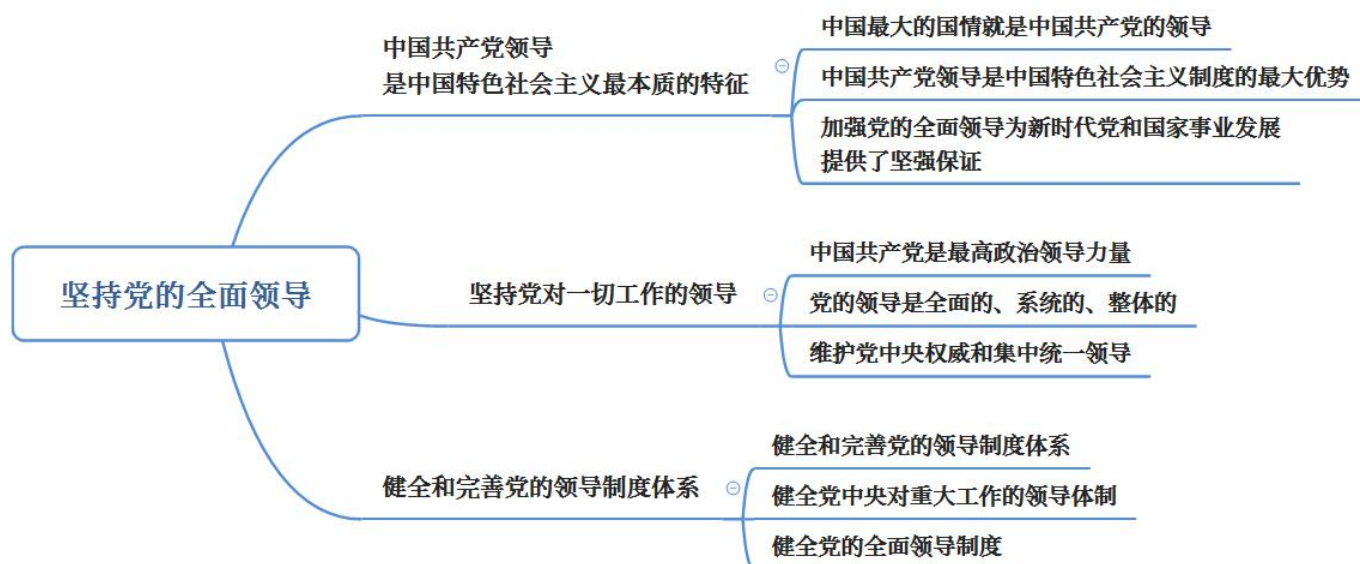 中国共产党领导
是中国特色社会主义最本质的特征
中国最大的国情就是中国共产党的领导
中国共产党领导是中国特色社会主义制度的最大优势
加强党的全面领导为新时代党和国家事业发展
提供了坚强保证
坚持党的全面领导
坚持党对一切工作的领导
中国共产党是最高政治领导力量
党的领导是全面的、系统的、整体的
维护党中央权威和集中统一领导
健全和完善党的领导制度体系
健全和完善党的领导制度体系
健全党中央对重大工作的领导体制
健全党的全面领导制度